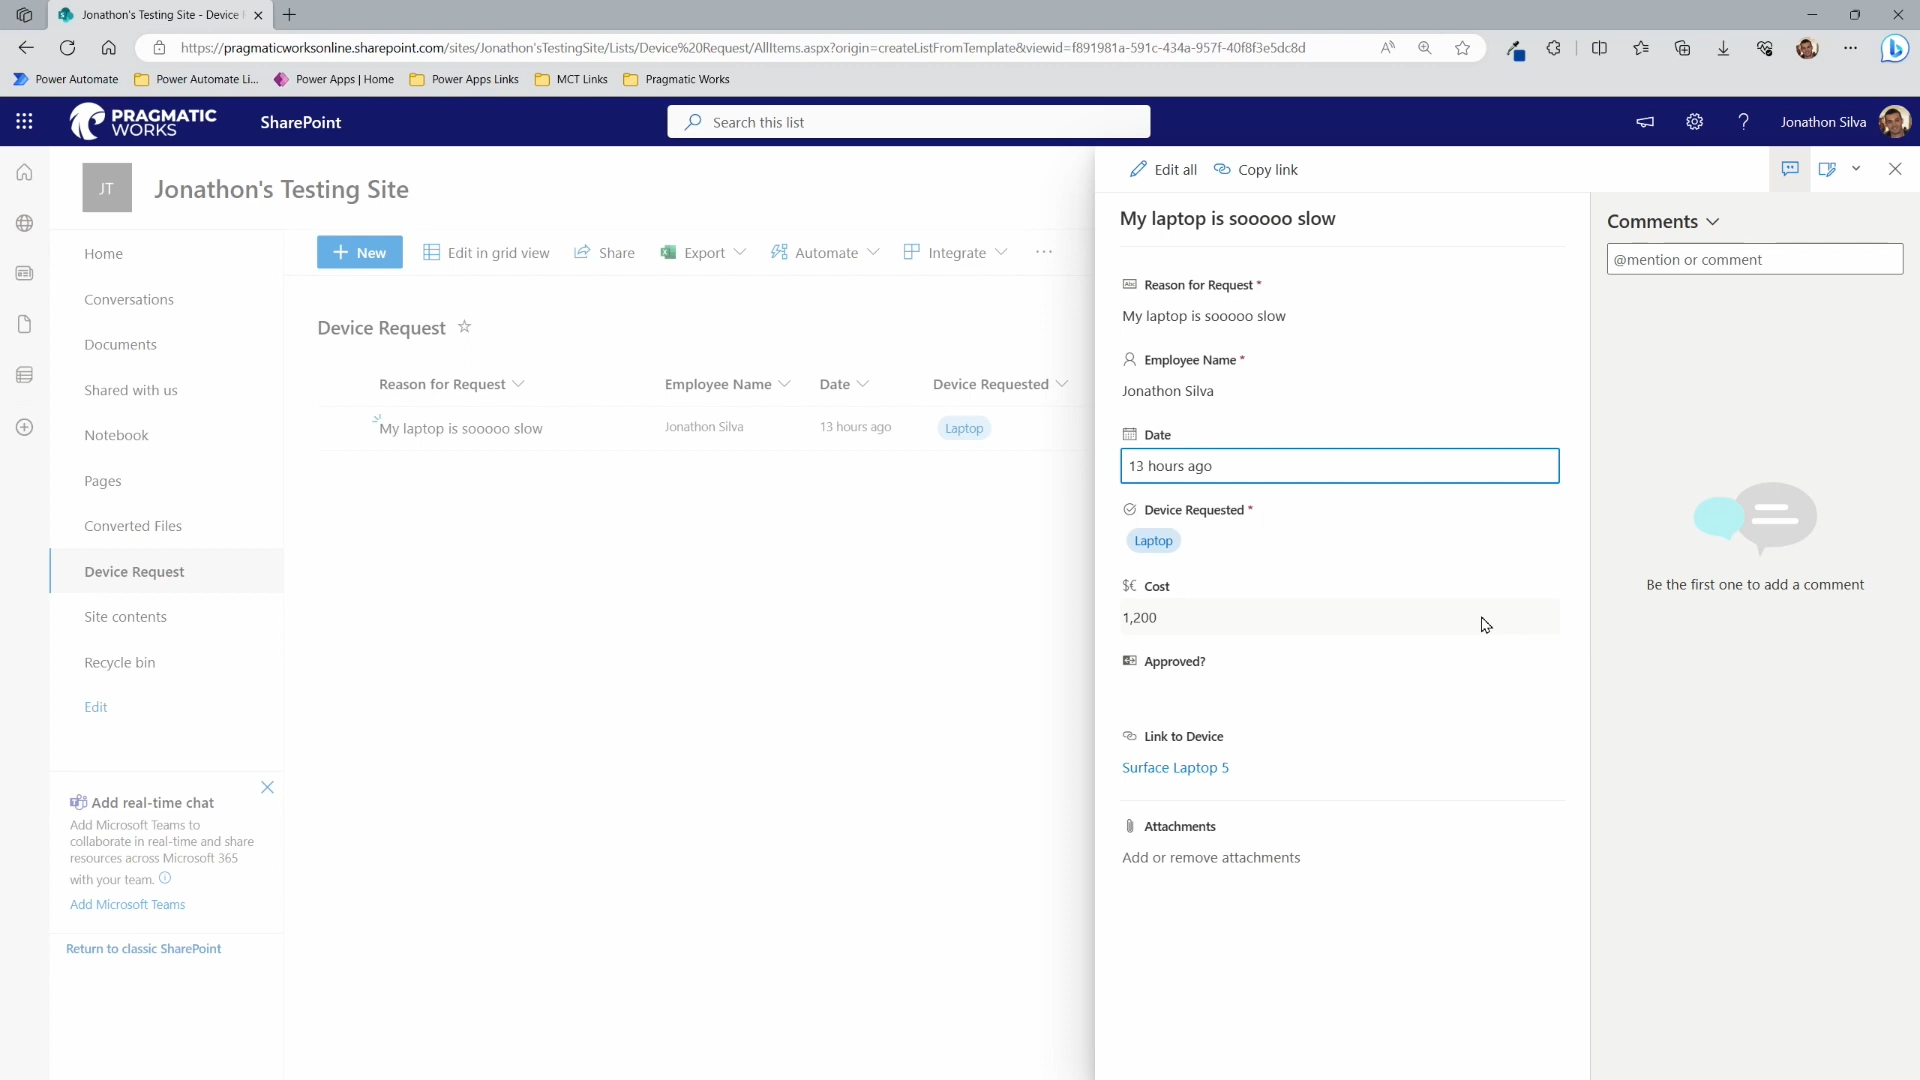 Jonathon's Testing Site - Device
https://pragmaticworksonline.sharepoint.com/sites/Jonathon'sTestingSite/Lists/Device%20Request/AllItems.aspx?origin=createListFromTemplate&viewid=f891981a-591c-434a-957f-40f8f3e5dc8d
Power Automate
Power Automate Li...
Power Apps | Home
Power Apps Links
MCT Links
Pragmatic Works
PRAGMATIC
WORKS
SharePoint
Search this list
Jonathon Silva
JT
Jonathon's Testing Site
Home
Conversations
Documents
Shared with us
Notebook
Pages
Converted Files
Device Request
Site contents
Recycle bin
Edit
Add real-time chat
Add Microsoft Teams to
collaborate in real-time and share
resources across Microsoft 365
with your team.
Add Microsoft Teams
Return to classic SharePoint
New
Edit in grid view
Share
Export
Automate
Integrate
Device Request
Reason for Request
Employee Name
Date
Device Requested
My laptop is sooooo slow
Jonathon Silva
13 hours ago
Laptop
Edit all
Copy link
My laptop is sooooo slow
Reason for Request *
My laptop is sooooo slow
Employee Name *
Jonathon Silva
Date
13 hours ago
Device Requested *
Laptop
Cost
1,200
Approved?
Link to Device
Surface Laptop 5
Attachments
Add or remove attachments
Comments
@mention or comment
Be the first one to add a comment